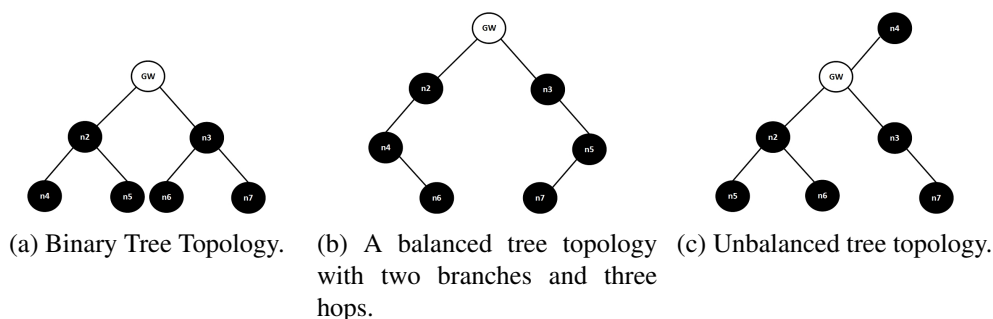 GW
n2
n3
n4
n5
n6
n7
(a) Binary Tree Topology.
GW
n2
n3
n4
n5
n6
n7
(b) A balanced tree topology
with two branches and three
hops.
n4
GW
n2
n3
n5
n6
n7
(c) Unbalanced tree topology.